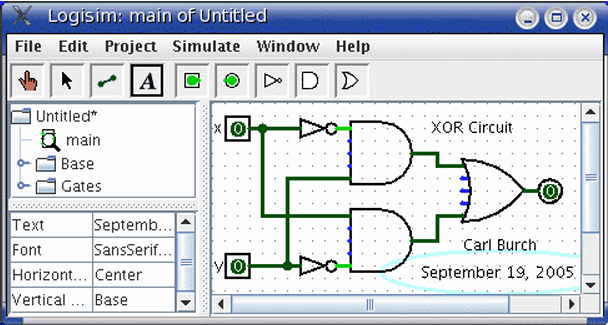 Logisim: main of Untitled
File Edit Project Simulate Window Help
A
Untitled*
main
Base
Gates
Text Septemb...
Font SansSerif...
Horizont... Center
Vertical ... Base
x 0
XOR Circuit
0
y 0
Carl Burch
September 19, 2005